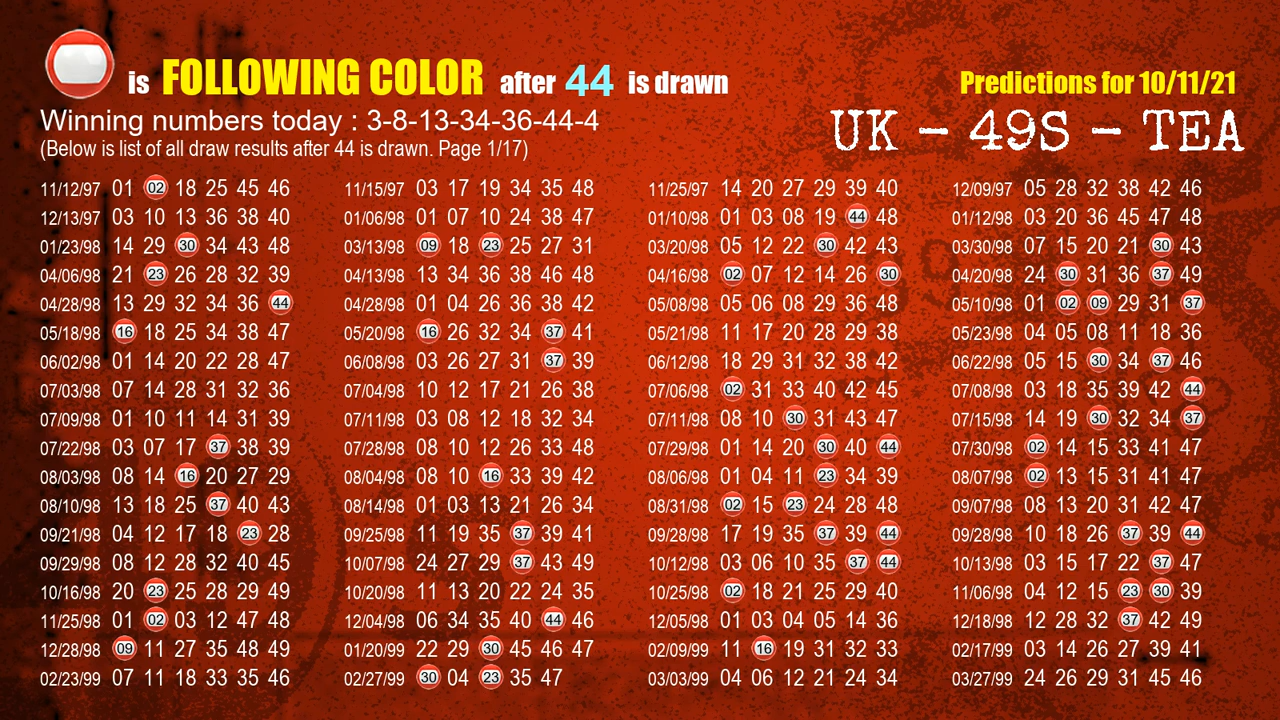 is FOLLOWING COLOR after 44 is drawn
Predictions for 10/11/21
Winning numbers today : 3-8-13-34-36-44-4
UK - 49S - TEA
(Below is list of all draw results after 44 is drawn. Page 1/17)
11/12/97 01 02 18 25 45 46 11/15/97 03 17 19 34 35 48 11/25/97 14 20 27 29 39 40 12/09/97 05 28 32 38 42 46
12/13/97 03 10 13 36 38 40 01/06/98 01 07 10 24 38 47 01/10/98 01 03 08 19 44 48 01/12/98 03 20 36 45 47 48
01/23/98 14 29 30 34 43 48 03/13/98 09 18 23 25 27 31 03/20/98 05 12 22 30 42 43 03/30/98 07 15 20 21 30 43
04/06/98 21 23 26 28 32 39 04/13/98 13 34 36 38 46 48 04/16/98 02 07 12 14 26 30 04/20/98 24 30 31 36 37 49
04/28/98 13 29 32 34 36 44 04/28/98 01 04 26 36 38 42 05/08/98 05 06 08 29 36 48 05/10/98 01 02 09 29 31 37
05/18/98 16 18 25 34 38 47 05/20/98 16 26 32 34 37 41 05/21/98 11 17 20 28 29 38 05/23/98 04 05 08 11 18 36
06/02/98 01 14 20 22 28 47 06/08/98 03 26 27 31 37 39 06/12/98 18 29 31 32 38 42 06/22/98 05 15 30 34 37 46
07/03/98 07 14 28 31 32 36 07/04/98 10 12 17 21 26 38 07/06/98 02 31 33 40 42 45 07/08/98 03 18 35 39 42 44
07/09/98 01 10 11 14 31 39 07/11/98 03 08 12 18 32 34 07/11/98 08 10 30 31 43 47 07/15/98 14 19 30 32 34 37
07/22/98 03 07 17 37 38 39 07/28/98 08 10 12 26 33 48 07/29/98 01 14 20 30 40 44 07/30/98 02 14 15 33 41 47
08/03/98 08 14 16 20 27 29 08/04/98 08 10 16 33 39 42 08/06/98 01 04 11 23 34 39 08/07/98 02 13 15 31 41 47
08/10/98 13 18 25 37 40 43 08/14/98 01 03 13 21 26 34 08/31/98 02 15 23 24 28 48 09/07/98 08 13 20 31 42 47
09/21/98 04 12 17 18 23 28 09/25/98 11 19 35 37 39 41 09/28/98 17 19 35 37 39 44 09/28/98 10 18 26 37 39 44
09/29/98 08 12 28 32 40 45 10/07/98 24 27 29 37 43 49 10/12/98 03 06 10 35 37 44 10/13/98 03 15 17 22 37 47
10/16/98 20 23 25 28 29 49 10/20/98 11 13 20 22 24 35 10/25/98 02 18 21 25 29 40 11/06/98 04 12 15 23 30 39
11/25/98 01 02 03 12 47 48 12/04/98 06 34 35 40 44 46 12/05/98 01 03 04 05 14 36 12/18/98 12 28 32 37 42 49
12/28/98 09 11 27 35 48 49 01/20/99 22 29 30 45 46 47 02/09/99 11 16 19 31 32 33 02/17/99 03 14 26 27 39 41
02/23/99 07 11 18 33 35 46 02/27/99 30 04 23 35 47 03/03/99 04 06 12 21 24 34 03/27/99 24 26 29 31 45 46